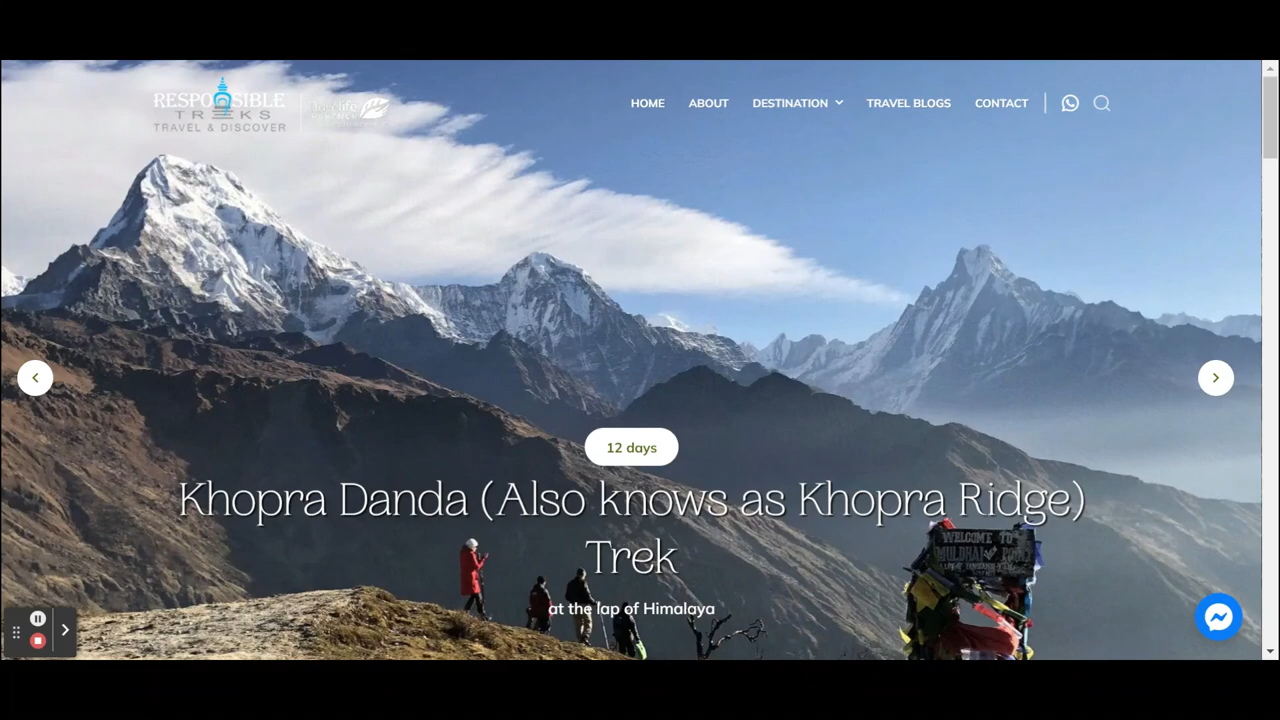 RESPONSIBLE
TREKS
TRAVEL & DISCOVER
HOME
ABOUT
DESTINATION
TRAVEL BLOGS
CONTACT
12 days
Khopra Danda (Also knows as Khopra Ridge)
Trek
at the lap of Himalaya
WELCOME TO
MULDHAI